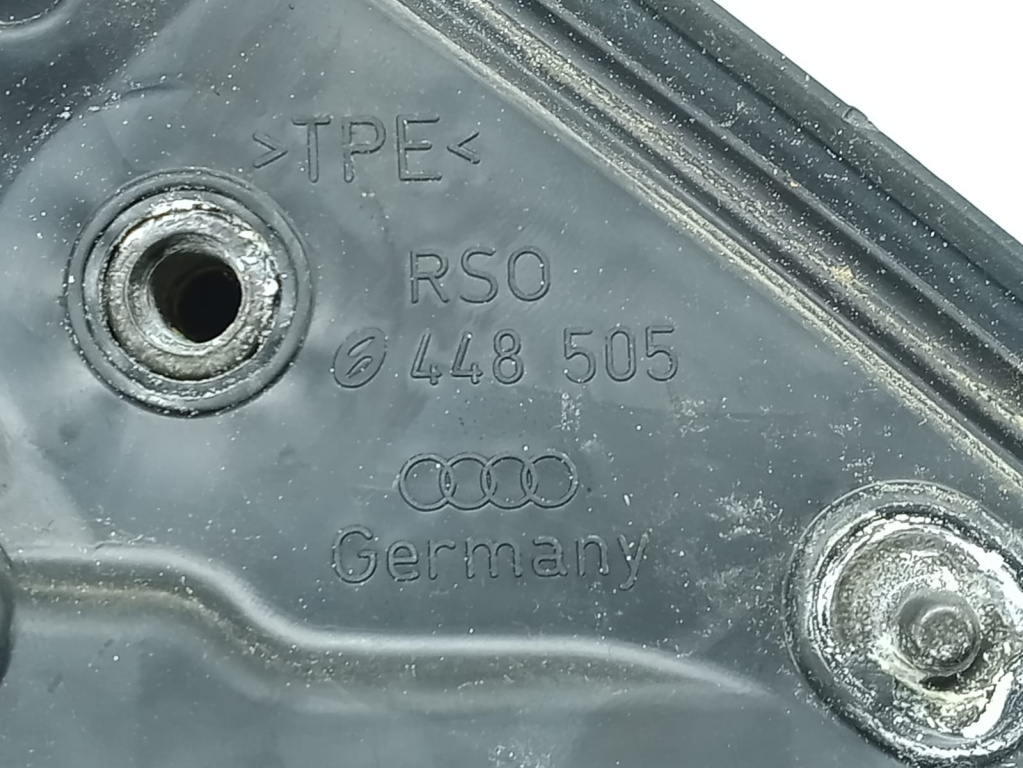 >TPE<
RSO
448 505
Germany